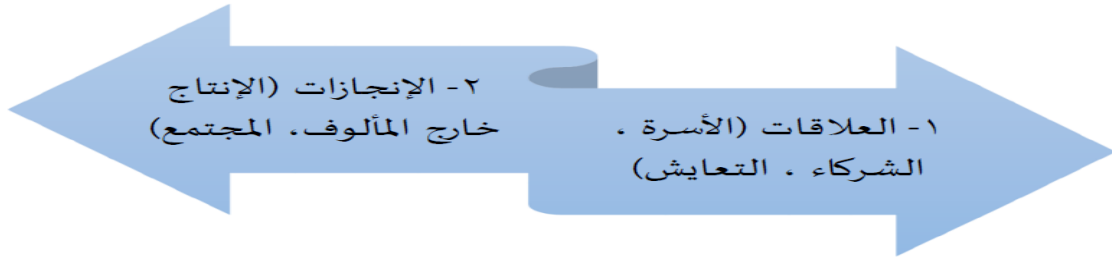 ١- العلاقات (الأسرة ،
الشركاء ، التعايش)
٢- الإنجازات (الإنتاج
خارج المألوف، المجتمع)